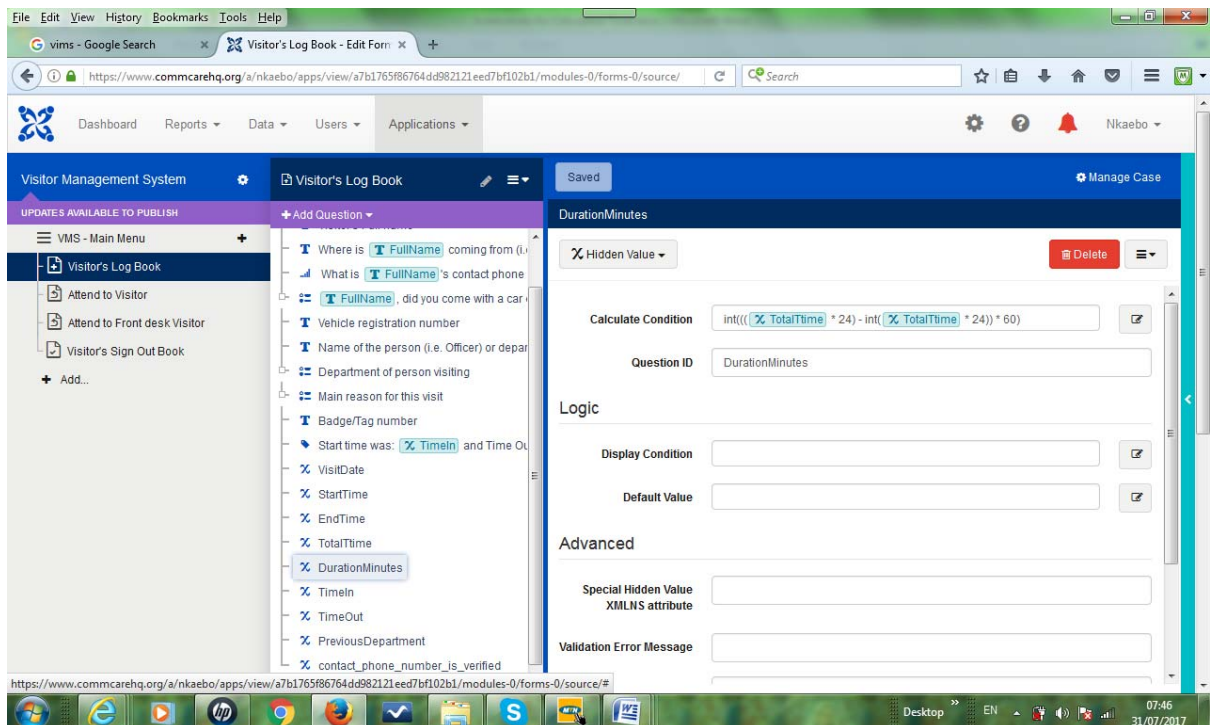 File Edit View History Bookmarks Tools Help
vims - Google Search × Visitor's Log Book - Edit Form × +
https://www.commcarehq.org/a/nkaebo/apps/view/a7b1765f86764dd982121eed7bf102b1/modules-0/forms-0/source/ Search
Dashboard Reports Data Users Applications Nkaebo
Visitor Management System
UPDATES AVAILABLE TO PUBLISH
VMS - Main Menu +
Visitor's Log Book
Attend to Visitor
Attend to Front desk Visitor
Visitor's Sign Out Book
+ Add...
Visitor's Log Book
+ Add Question
Where is FullName coming from (i.
What is FullName 's contact phone
FullName , did you come with a car
Vehicle registration number
Name of the person (i.e. Officer) or depar
Department of person visiting
Main reason for this visit
Badge/Tag number
Start time was: TimeIn and Time Ou
VisitDate
StartTime
EndTime
TotalTtime
DurationMinutes
TimeIn
TimeOut
PreviousDepartment
contact_phone_number_is_verified
Saved Manage Case
DurationMinutes
Hidden Value Delete
Calculate Condition int((( TotalTtime * 24) - int( TotalTtime * 24)) * 60)
Question ID DurationMinutes
Logic
Display Condition
Default Value
Advanced
Special Hidden Value
XMLNS attribute
Validation Error Message
https://www.commcarehq.org/a/nkaebo/apps/view/a7b1765f86764dd982121eed7bf102b1/modules-0/forms-0/source/#
Desktop » EN 07:46
31/07/2017